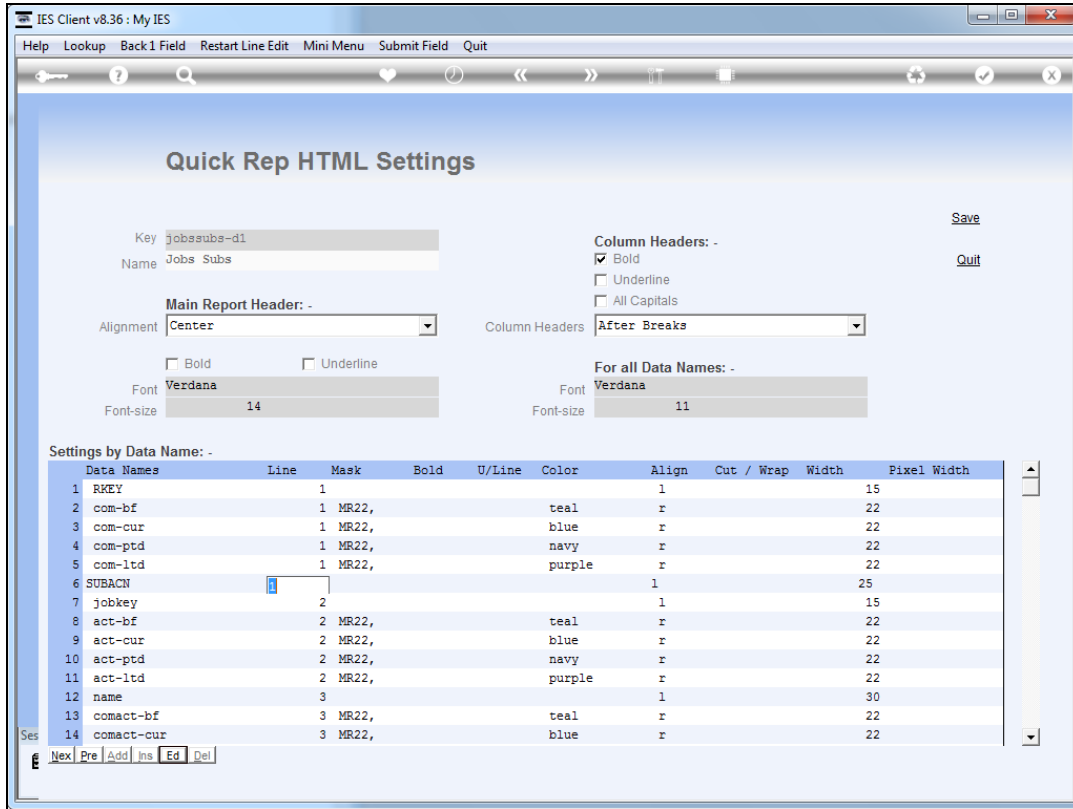 IES Client v8.36 : My IES
Help Lookup Back 1 Field Restart Line Edit Mini Menu Submit Field Quit
Quick Rep HTML Settings
Save
Key jobssubs-d1
Column Headers: -
Name Jobs Subs
Bold
Quit
Underline
Main Report Header: -
All Capitals
Alignment Center
Column Headers After Breaks
Bold Underline
For all Data Names: -
Font Verdana
Font Verdana
Font-size 14
Font-size 11
Settings by Data Name: -
Data Names Line Mask Bold U/Line Color Align Cut / Wrap Width Pixel Width
1 RKEY 1 l 15
2 com-bf 1 MR22, teal r 22
3 com-cur 1 MR22, blue r 22
4 com-ptd 1 MR22, navy r 22
5 com-ltd 1 MR22, purple r 22
6 SUBACN 1 l 25
7 jobkey 2 l 15
8 act-bf 2 MR22, teal r 22
9 act-cur 2 MR22, blue r 22
10 act-ptd 2 MR22, navy r 22
11 act-ltd 2 MR22, purple r 22
12 name 3 l 30
13 comact-bf 3 MR22, teal r 22
14 comact-cur 3 MR22, blue r 22
Ses
Nex Pre Add Ins Ed Del